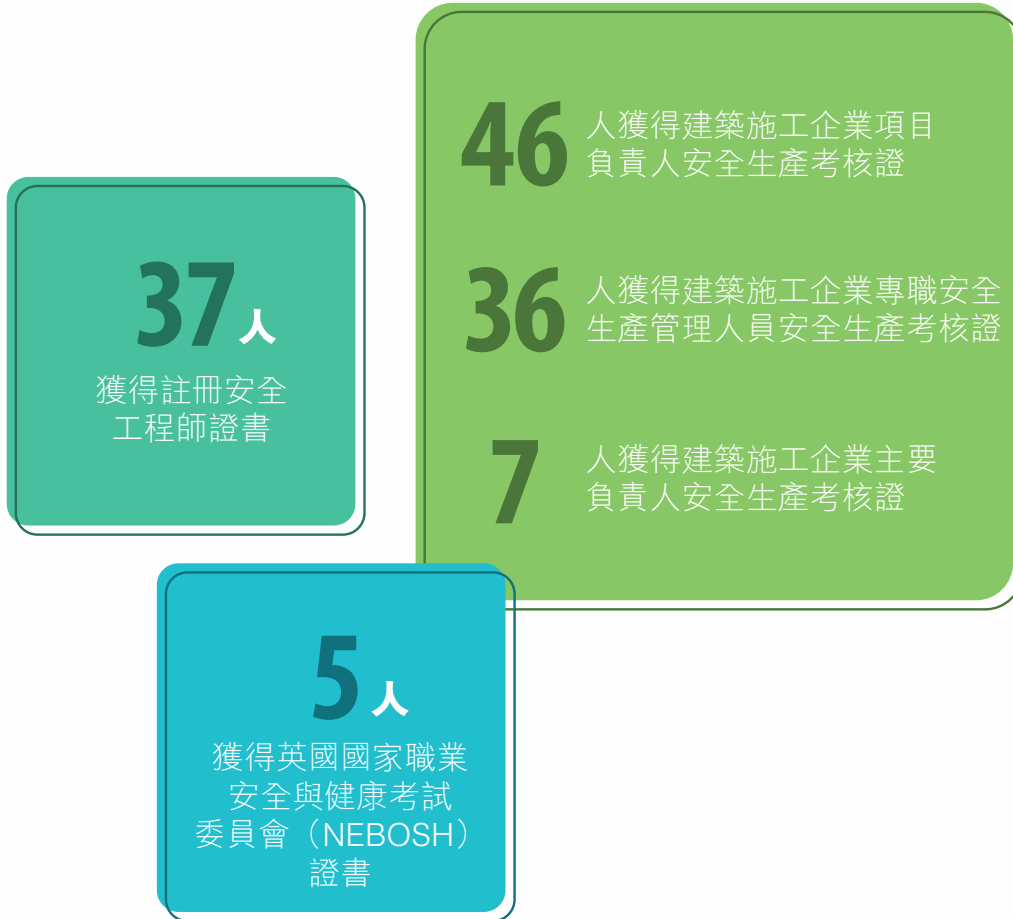 37人
獲得註冊安全
工程師證書
46 人獲得建築施工企業項目
負責人安全生產考核證
36 人獲得建築施工企業專職安全
生產管理人員安全生產考核證
7 人獲得建築施工企業主要
負責人安全生產考核證
5人
獲得英國國家職業
安全與健康考試
委員會（NEBOSH）
證書